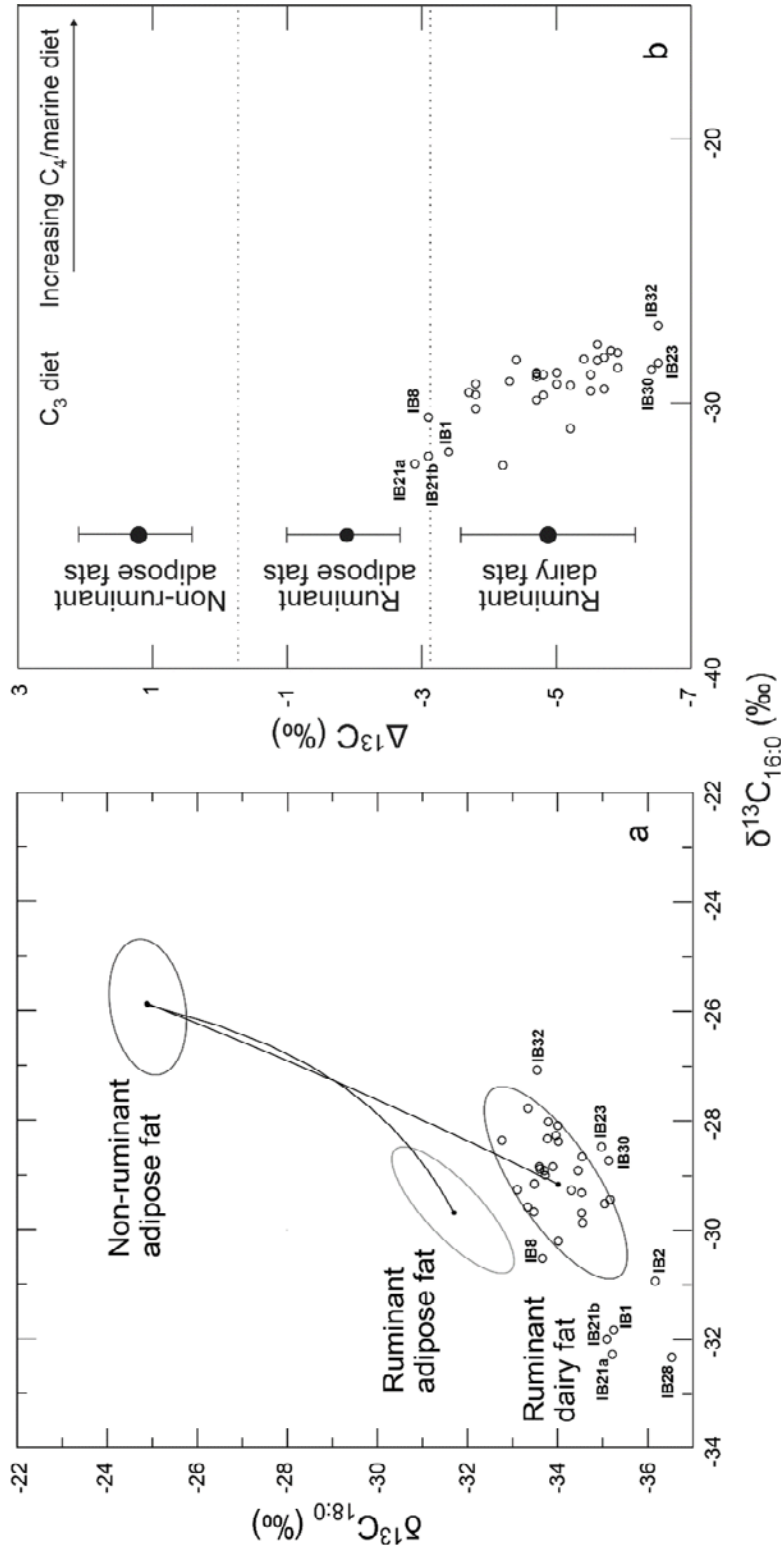 -22
-24
-26
-28
-30
-32
-34
-36
δ¹³C₁₈:₀ (‰)
Non-ruminant
adipose fat
Ruminant
adipose fat
Ruminant
dairy fat
IB32
IB23
IB30
IB8
IB2
IB21b
IB1
IB21a
IB28
a
-34
-32
-30
-28
-26
-24
-22
3
1
-1
-3
-5
-7
Δ¹³C (‰)
C₃ diet
Increasing C₄/marine diet
Non-ruminant
adipose fats
Ruminant
adipose fats
Ruminant
dairy fats
IB21a
IB8
IB21b
IB1
IB32
IB30
IB23
b
-40
-30
-20
δ¹³C₁₆:₀ (‰)